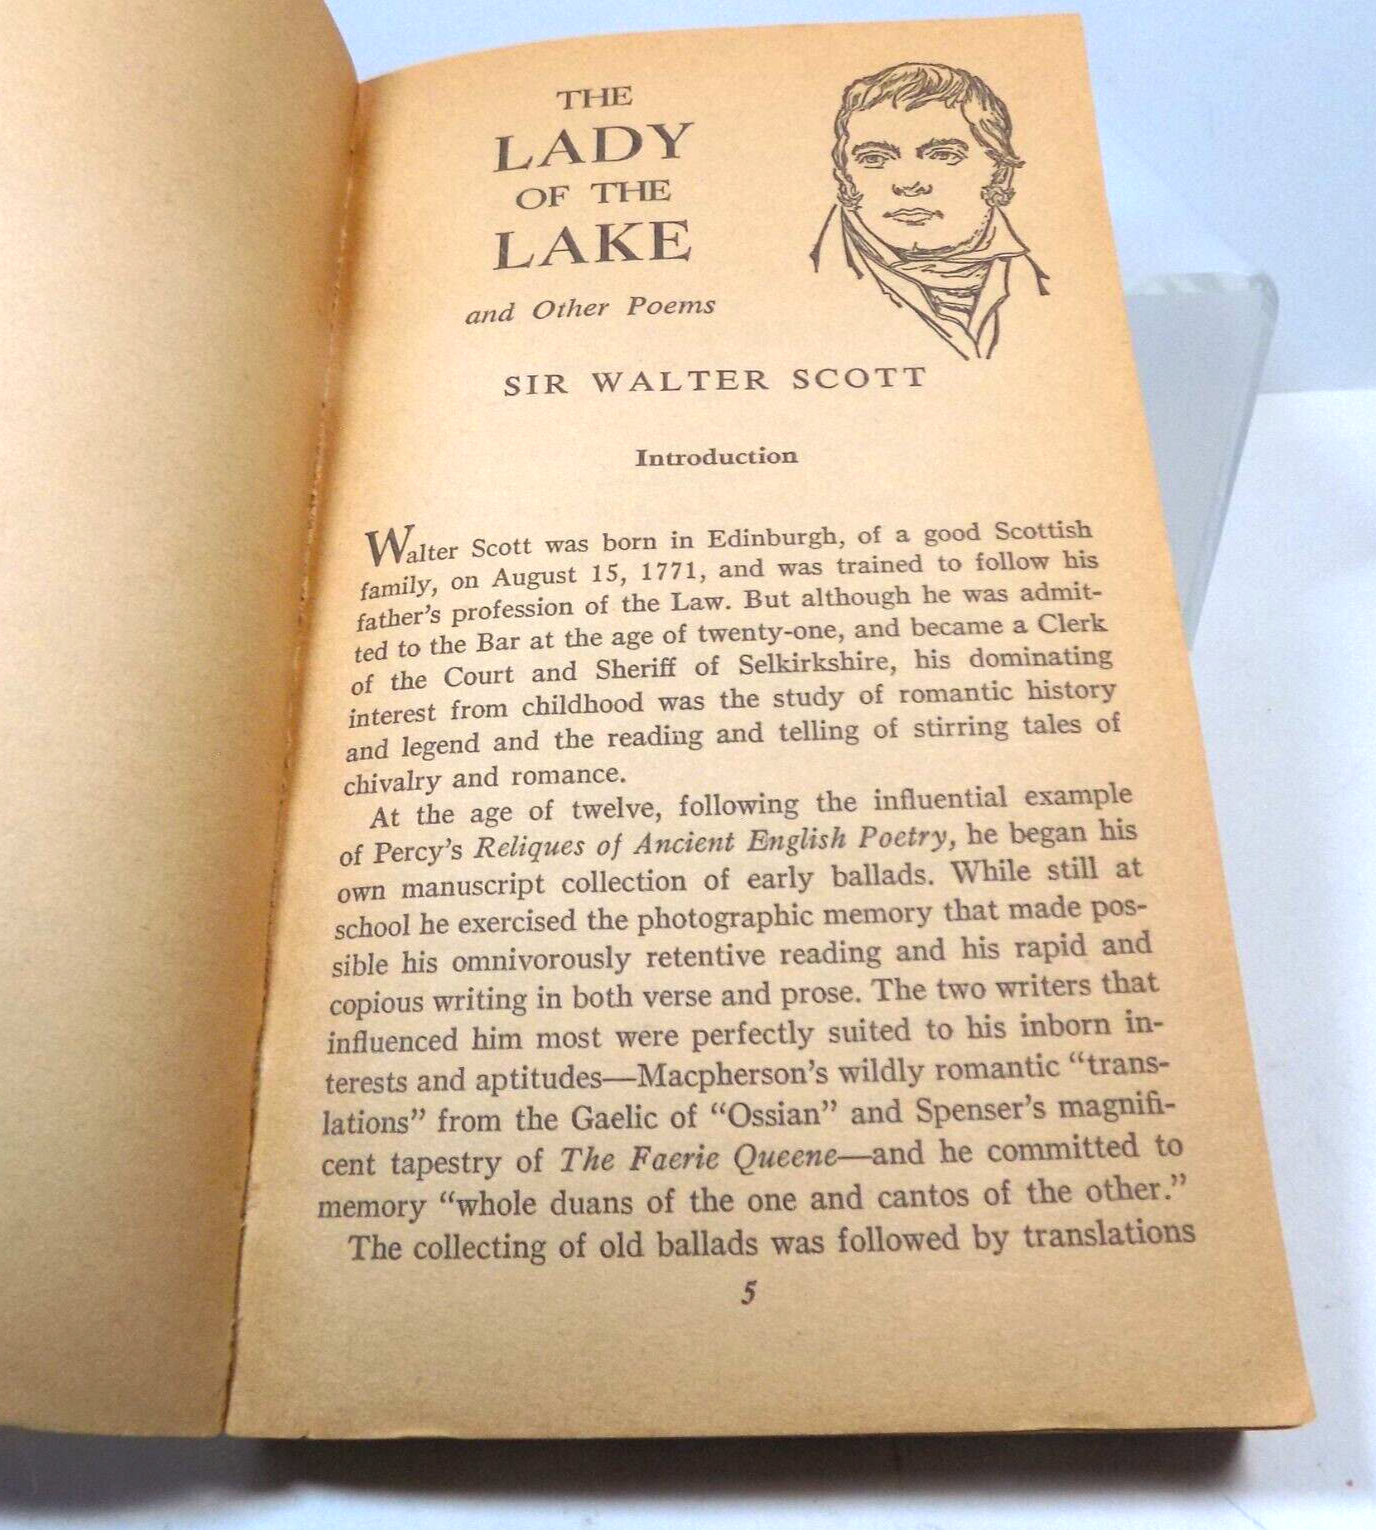 THE
LADY
OF THE
LAKE
and Other Poems
SIR WALTER SCOTT
Introduction
Walter Scott was born in Edinburgh, of a good Scottish
family, on August 15, 1771, and was trained to follow his
father's profession of the Law. But although he was admit-
ted to the Bar at the age of twenty-one, and became a Clerk
of the Court and Sheriff of Selkirkshire, his dominating
interest from childhood was the study of romantic history
and legend and the reading and telling of stirring tales of
chivalry and romance.
At the age of twelve, following the influential example
of Percy's Reliques of Ancient English Poetry, he began his
own manuscript collection of early ballads. While still at
school he exercised the photographic memory that made pos-
sible his omnivorously retentive reading and his rapid and
copious writing in both verse and prose. The two writers that
influenced him most were perfectly suited to his inborn in-
terests and aptitudes—Macpherson's wildly romantic “trans-
lations” from the Gaelic of “Ossian” and Spenser's magnifi-
cent tapestry of The Faerie Queene—and he committed to
memory “whole duans of the one and cantos of the other.”
The collecting of old ballads was followed by translations
5